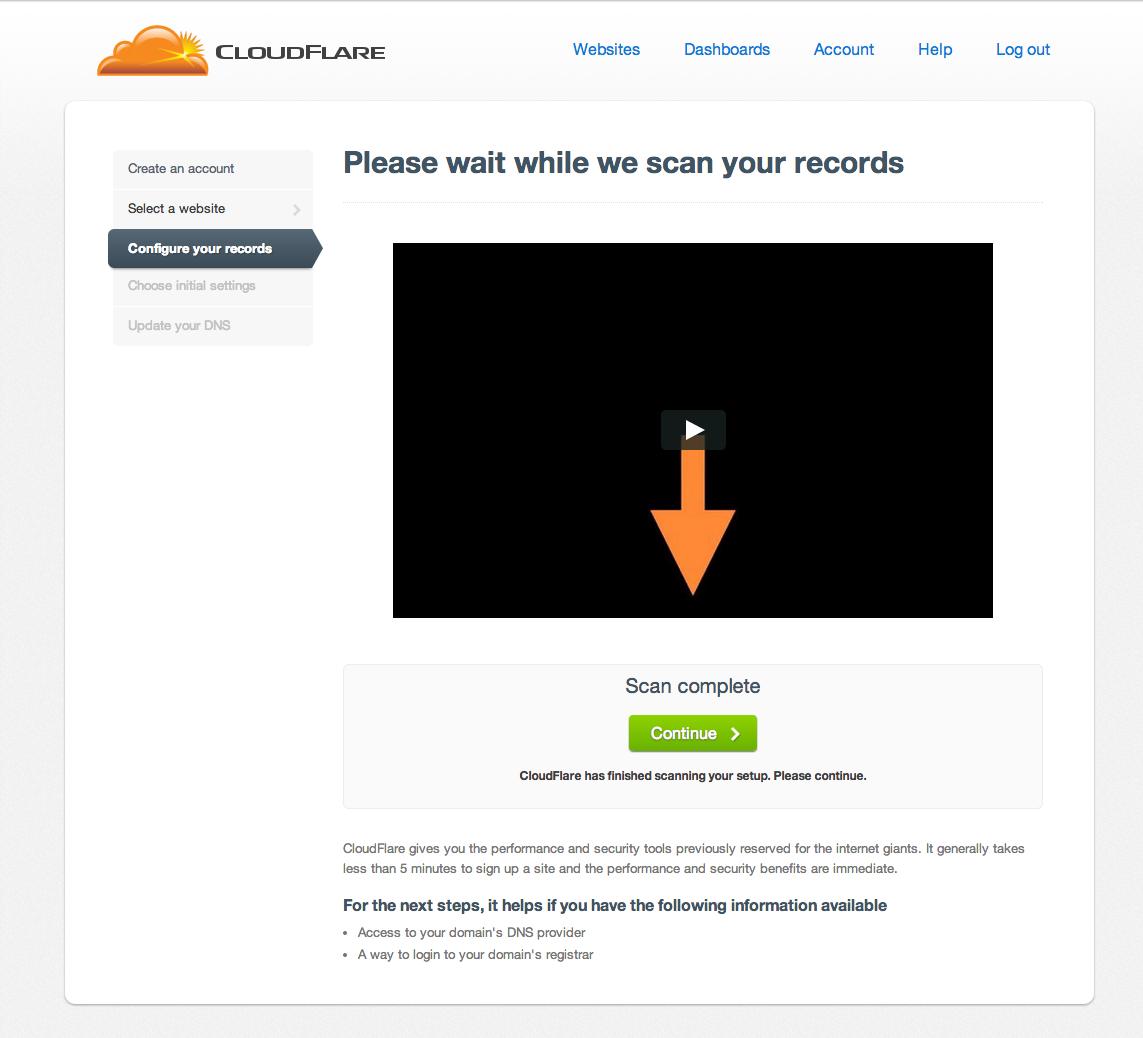 CLOUDFLARE
Websites Dashboards Account Help Log out
Create an account
Select a website
Configure your records
Choose initial settings
Update your DNS
Please wait while we scan your records
Scan complete
Continue
CloudFlare has finished scanning your setup. Please continue.
CloudFlare gives you the performance and security tools previously reserved for the internet giants. It generally takes
less than 5 minutes to sign up a site and the performance and security benefits are immediate.
For the next steps, it helps if you have the following information available
• Access to your domain's DNS provider
• A way to login to your domain's registrar